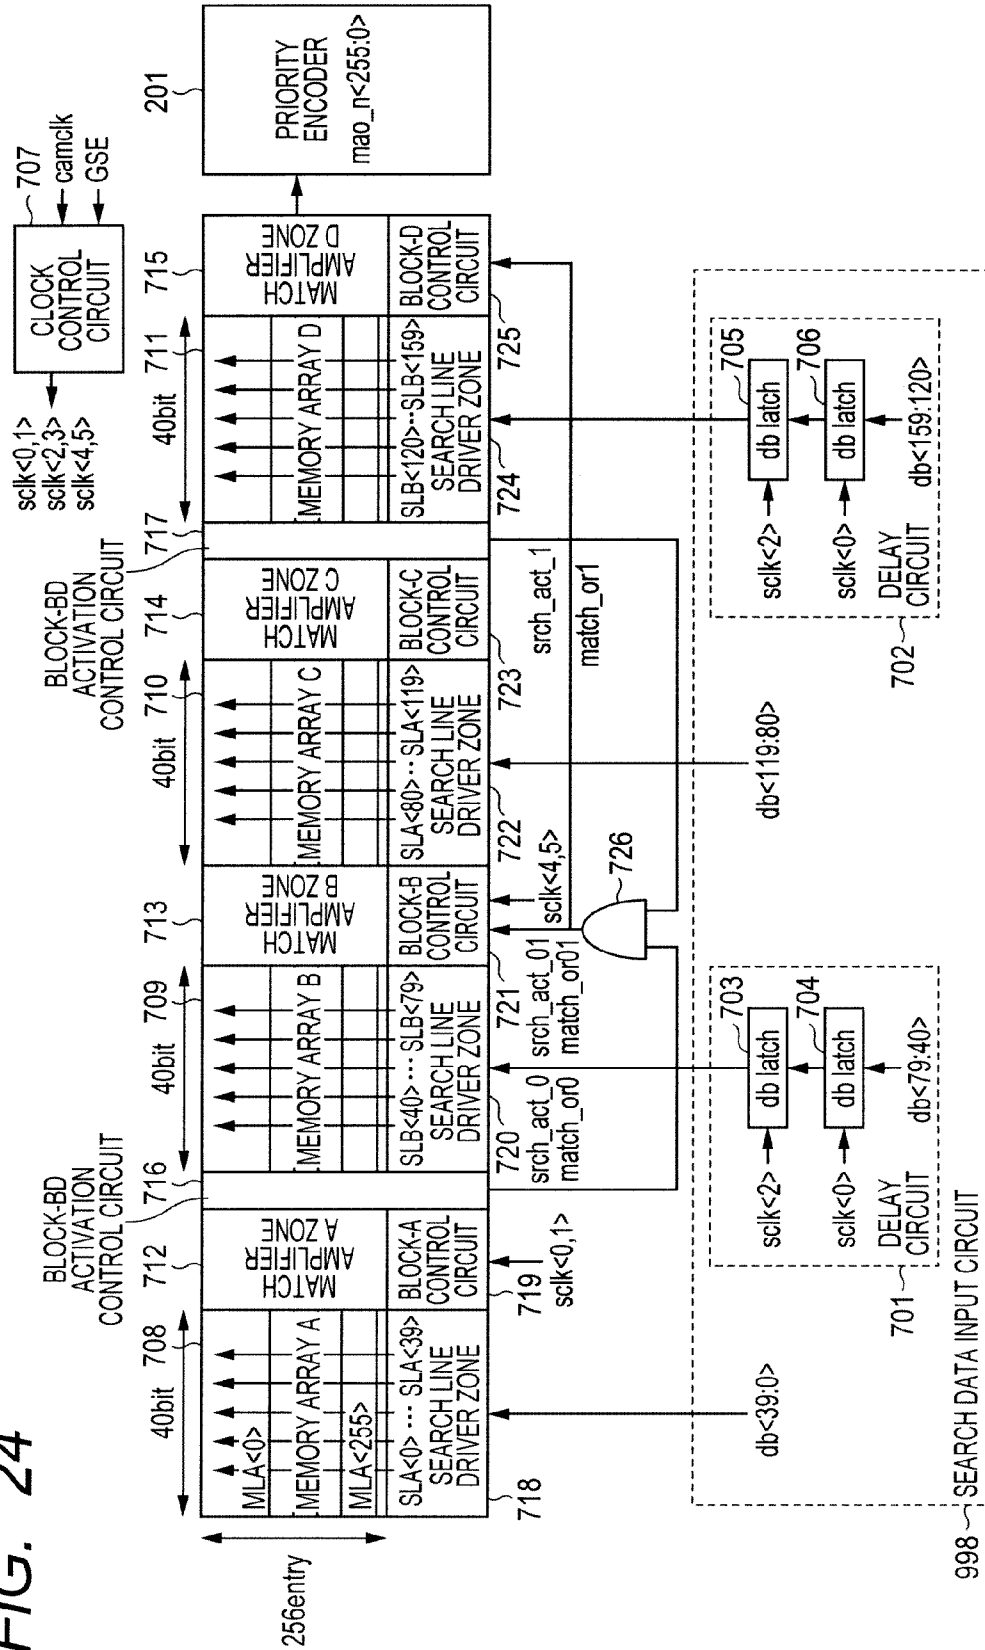 FIG. 24
sclk<0,1>
sclk<2,3>
sclk<4,5>
CLOCK
CONTROL
CIRCUIT
707
camclk
GSE
256entry
40bit
708
MLA<0>
MEMORY ARRAY A
MLA<255>
SLA<0> ... SLA<39>
SEARCH LINE
DRIVER ZONE
718
712
MATCH
AMPLIFIER
A ZONE
BLOCK-A
CONTROL
CIRCUIT
719
sclk<0,1>
BLOCK-BD
ACTIVATION
CONTROL CIRCUIT
716
40bit
709
MEMORY ARRAY B
SLB<40> ... SLB<79>
SEARCH LINE
DRIVER ZONE
720
srch_act_0
match_or0
713
MATCH
AMPLIFIER
B ZONE
BLOCK-B
CONTROL
CIRCUIT
721
srch_act_01
match_or01
sclk<4,5>
726
40bit
710
MEMORY ARRAY C
SLA<80> .. SLA<119>
SEARCH LINE
DRIVER ZONE
722
714
MATCH
AMPLIFIER
C ZONE
BLOCK-C
CONTROL
CIRCUIT
723
BLOCK-BD
ACTIVATION
CONTROL CIRCUIT
717
srch_act_1
match_or1
40bit
711
MEMORY ARRAY D
SLB<120>..SLB<159>
SEARCH LINE
DRIVER ZONE
724
715
MATCH
AMPLIFIER
D ZONE
BLOCK-D
CONTROL
CIRCUIT
725
201
PRIORITY
ENCODER
mao_n<255:0>
db<39:0>
703
sclk<2>
db latch
704
sclk<0>
db latch
db<79:40>
DELAY
CIRCUIT
701
db<119:80>
705
sclk<2>
db latch
706
sclk<0>
db latch
db<159:120>
DELAY
CIRCUIT
702
998
SEARCH DATA INPUT CIRCUIT